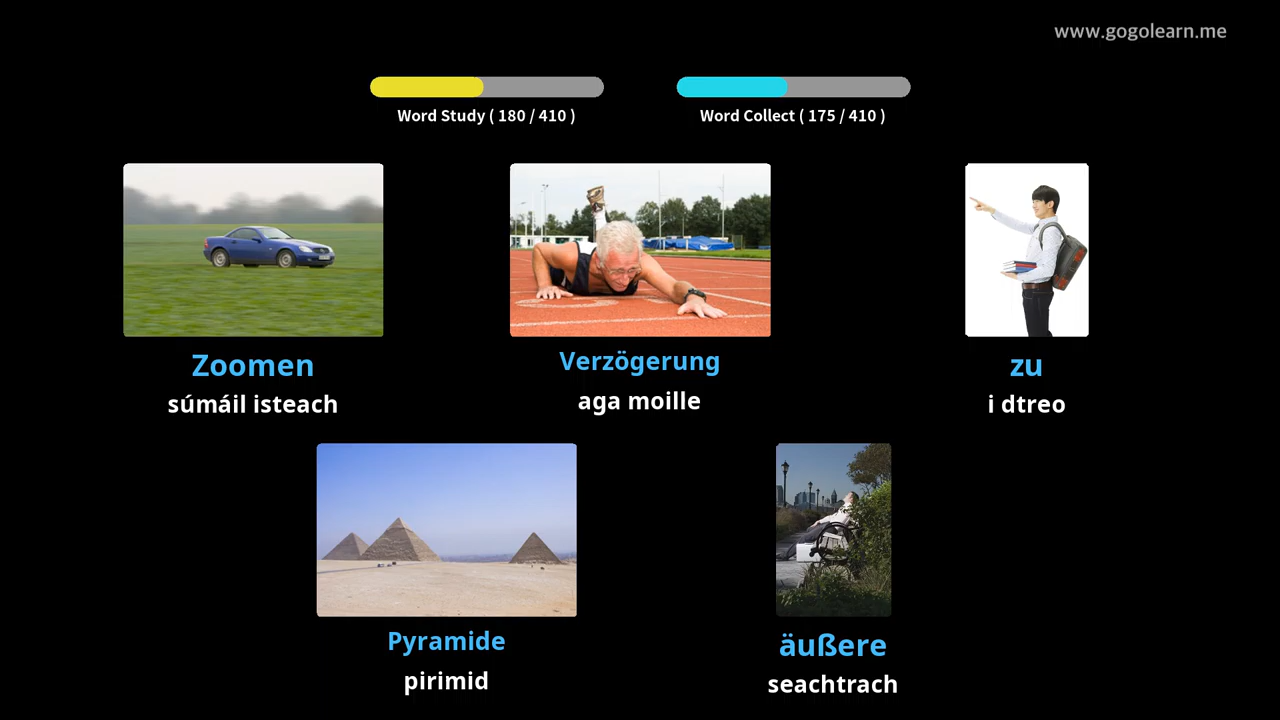 www.gogolearn.me
Word Study ( 180 / 410 )
Word Collect ( 175 / 410 )
Zoomen
súmáil isteach
Verzögerung
aga moille
zu
i dtreo
Pyramide
pirimid
äußere
seachtrach